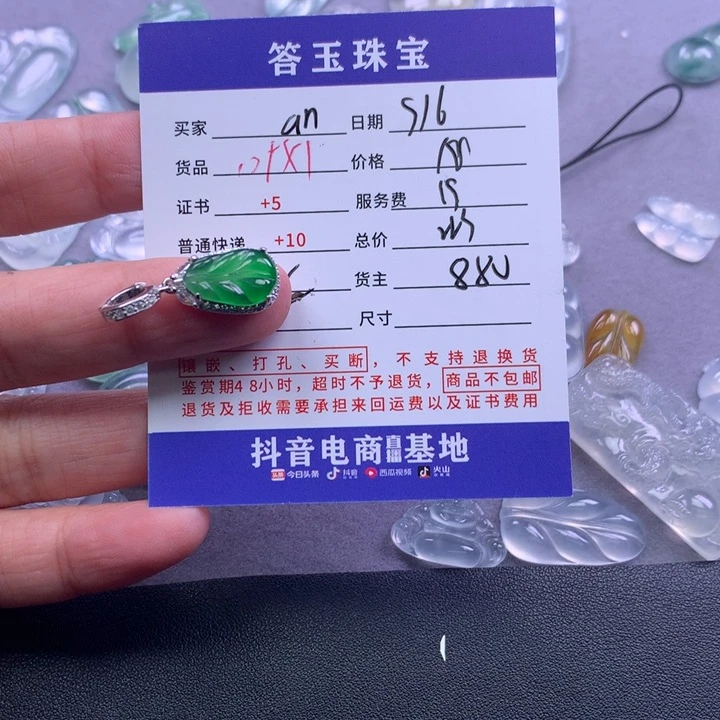 答玉珠宝
买家 an 日期 516
货品 价格
证书 +5 服务费 15
普通快递 +10 总价
货主 880
尺寸
镶嵌、打孔、买断，不支持退换货
鉴赏期48小时，超时不予退货，商品不包邮
退货及拒收需要承担来回运费以及证书费用
抖音电商直播基地
头条 今日头条 抖音 西瓜视频 火山